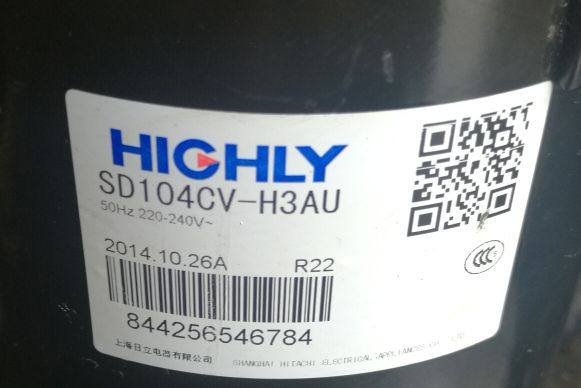 HIGHLY
SD104CV-H3AU
50Hz 220-240V~
2014.10.26A R22
844256546784
CCC
上海日立电器有限公司
SHANGHAI HITACHI ELECTRICAL APPLIANCES CO., LTD.